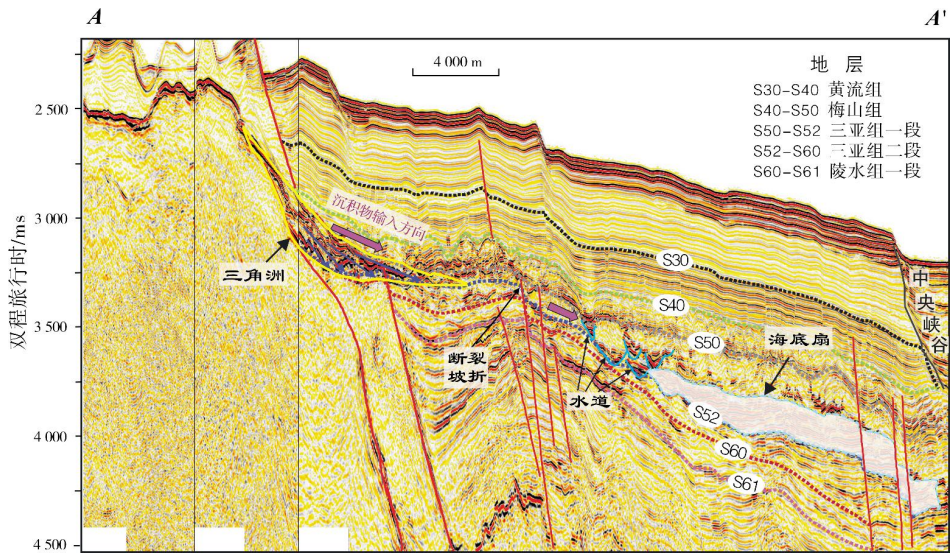 A
A'
4 000 m
地 层
S30-S40 黄流组
S40-S50 梅山组
S50-S52 三亚组一段
S52-S60 三亚组二段
S60-S61 陵水组一段
2 500
3 000
3 500
4 000
4 500
双程旅行时/ms
沉积物输入方向
三角洲
S30
S40
S50
中央峡谷
断裂
坡折
水道
海底扇
S52
S60
S61